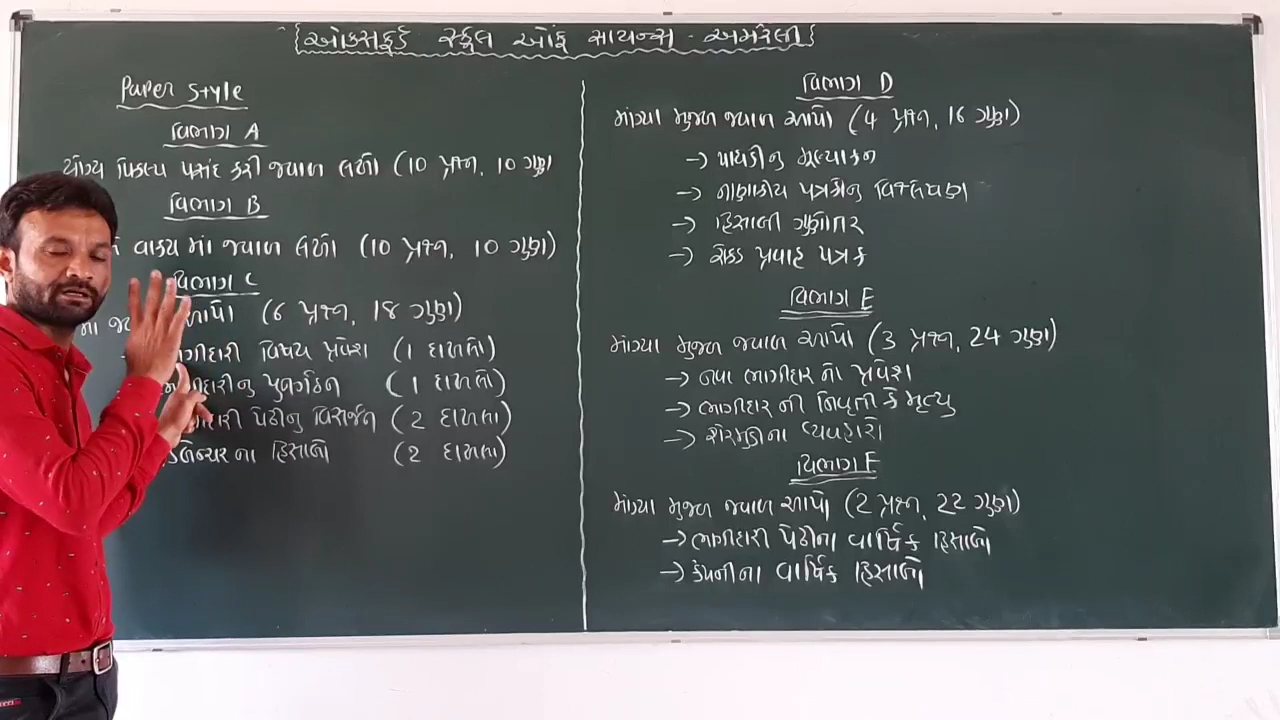 ઓક્સફર્ડ સ્કૂલ ઓફ સાયન્સ - અમરેલી
Paper Style
વિભાગ A
યોગ્ય વિકલ્પ પસંદ કરી જવાબ લખો (10 પ્રશ્ન, 10 ગુણ
વિભાગ B
વાક્ય માં જવાબ લખો (10 પ્રશ્ન, 10 ગુણ)
વિભાગ C
આપો (6 પ્રશ્ન, 18 ગુણ)
ગીદારી વિષય પ્રવેશ (1 દાખલો)
ગીદારીનુ પુનર્ગઠન (1 દાખલો)
ગીદારી પેઢીનુ વિસર્જન (2 દાખલા)
ડિબેન્ચર ના હિસાબો (2 દાખલા)
વિભાગ D
માંગ્યા મુજબ જવાબ આપો (4 પ્રશ્ન, 16 ગુણ)
→ પાઘડીનુ મૂલ્યાકન
→ નાણાકીય પત્રકોનુ વિશ્લેષણ
→ હિસાબી ગુણોત્તર
→ રોકડ પ્રવાહ પત્રક
વિભાગ E
માંગ્યા મુજબ જવાબ આપો (3 પ્રશ્ન, 24 ગુણ)
→ નવા ભાગીદાર નો પ્રવેશ
→ ભાગીદાર ની નિવૃતી કે મૃત્યુ
→ શેરમુડીના વ્યવહારો
વિભાગ F
માંગ્યા મુજબ જવાબ આપો (2 પ્રશ્ન, 22 ગુણ)
→ ભાગીદારી પેઢીના વાર્ષિક હિસાબો
→ કંપનીના વાર્ષિક હિસાબો